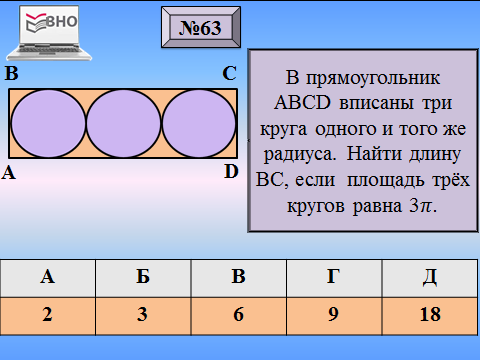 ВНО
№63
B C
A D
В прямоугольник
ABCD вписаны три
круга одного и того же
радиуса. Найти длину
BC, если площадь трёх
кругов равна 3𝜋.
А Б В Г Д
2 3 6 9 18